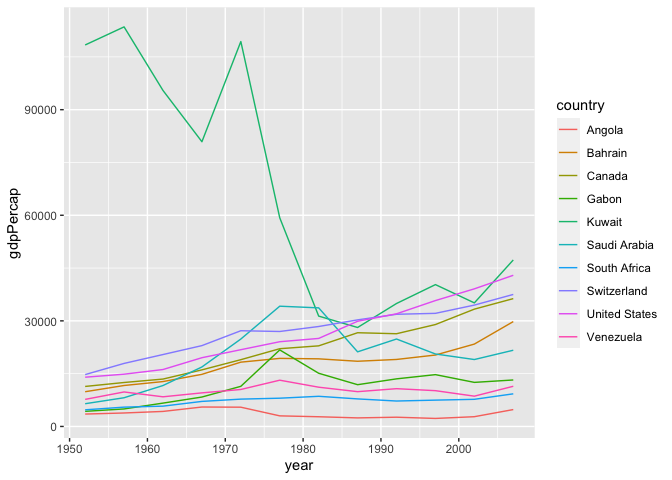 90000
60000
30000
0
gdpPercap
1950
1960
1970
1980
1990
2000
year
country
Angola
Bahrain
Canada
Gabon
Kuwait
Saudi Arabia
South Africa
Switzerland
United States
Venezuela